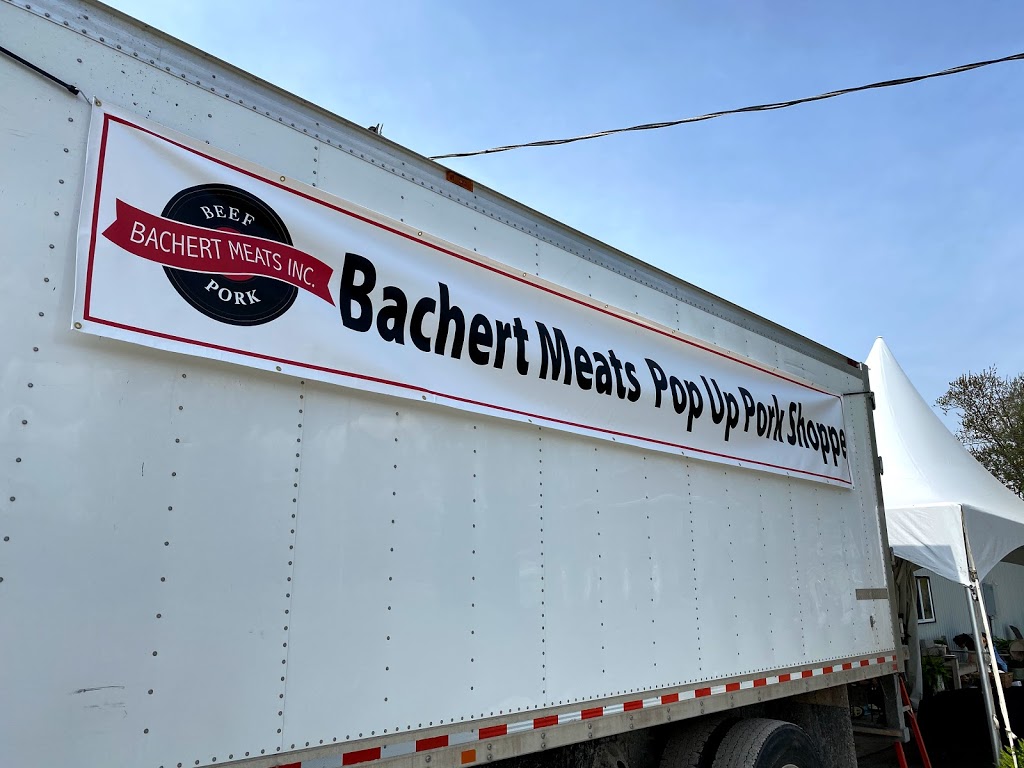 BEEF
BACHERT MEATS INC.
PORK
Bachert Meats Pop Up Pork Shoppe